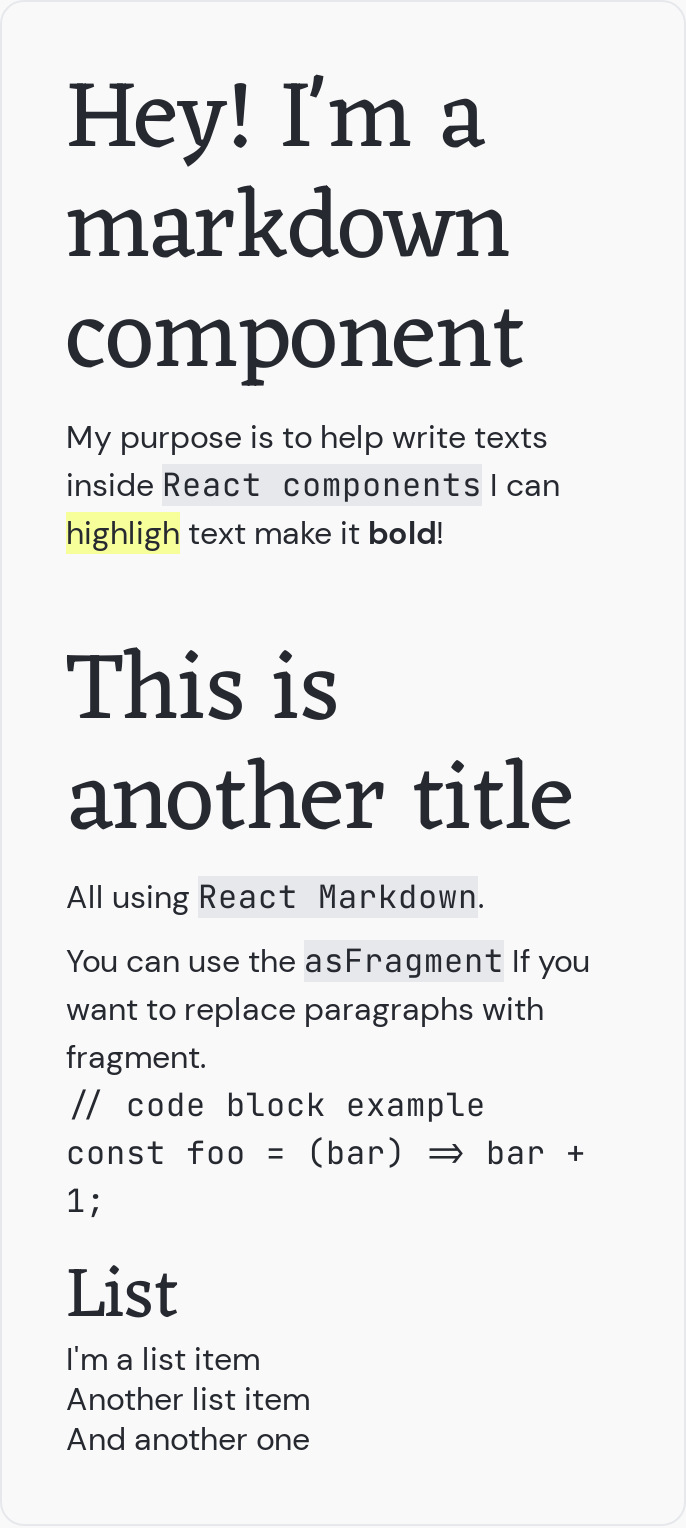 Hey! I'm a
markdown
component
My purpose is to help write texts
inside React components I can
highligh text make it bold!
This is
another title
All using React Markdown.
You can use the asFragment If you
want to replace paragraphs with
fragment.
// code block example
const foo = (bar) => bar +
1;
List
I'm a list item
Another list item
And another one